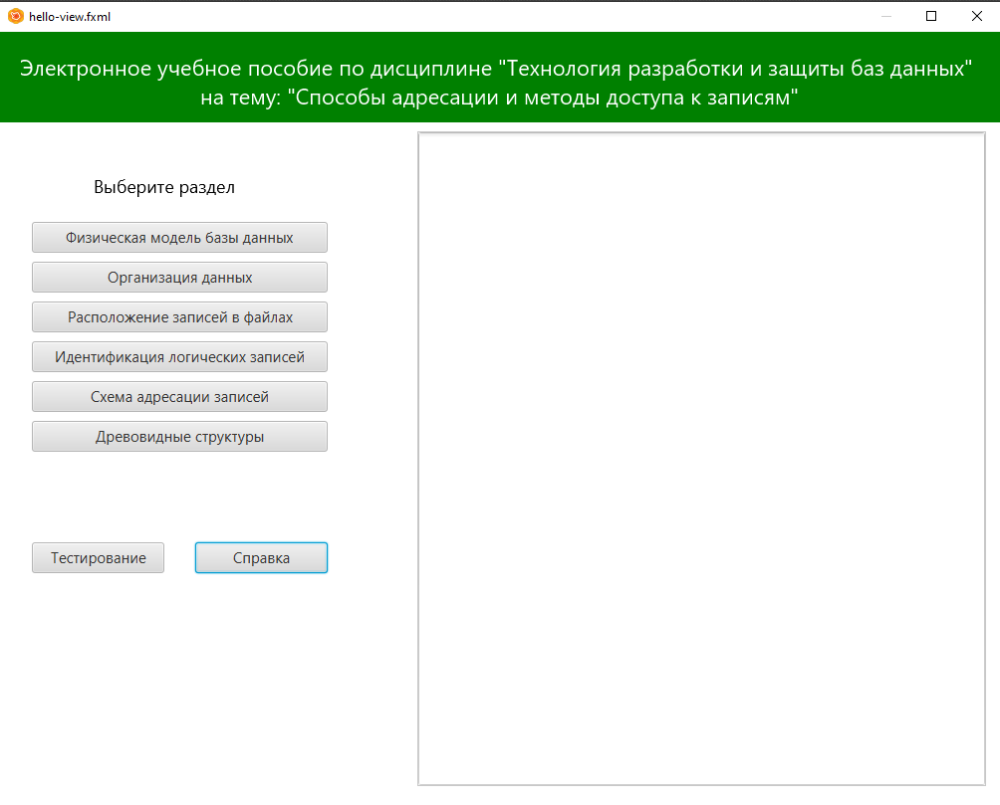 hello-view.fxml
Электронное учебное пособие по дисциплине "Технология разработки и защиты баз данных"
на тему: "Способы адресации и методы доступа к записям"
Выберите раздел
Физическая модель базы данных
Организация данных
Расположение записей в файлах
Идентификация логических записей
Схема адресации записей
Древовидные структуры
Тестирование
Справка